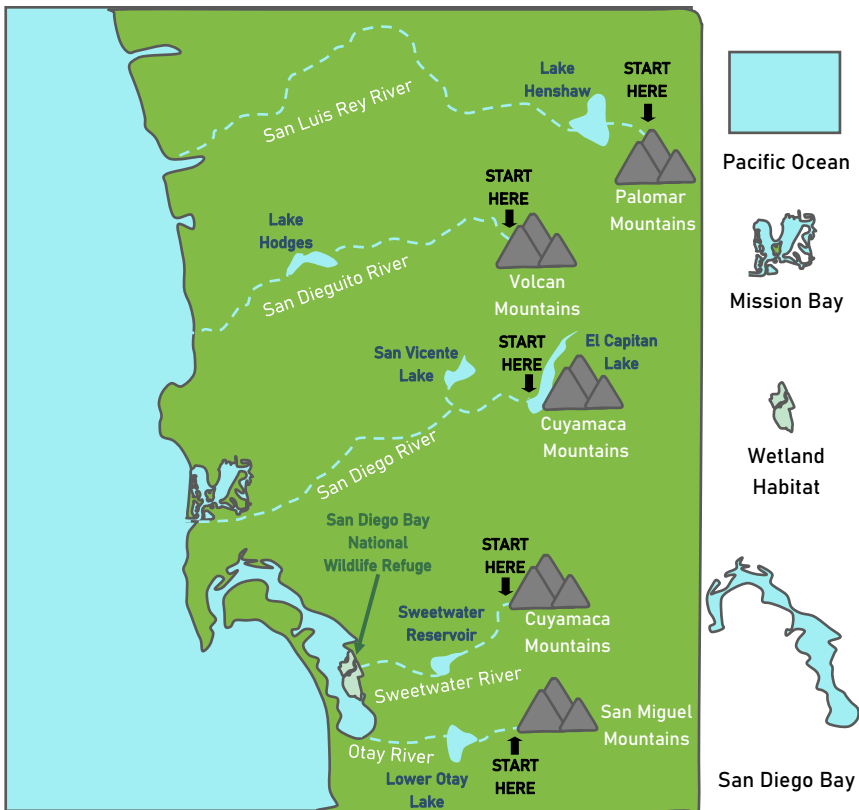 Lake
Henshaw
START
HERE
San Luis Rey River
Palomar
Mountains
START
HERE
Lake
Hodges
San Dieguito River
Volcan
Mountains
START
HERE
El Capitan
Lake
San Vicente
Lake
Cuyamaca
Mountains
San Diego River
San Diego Bay
National
Wildlife Refuge
START
HERE
Sweetwater
Reservoir
Cuyamaca
Mountains
Sweetwater River
San Miguel
Mountains
Otay River
START
HERE
Lower Otay
Lake
Pacific Ocean
Mission Bay
Wetland
Habitat
San Diego Bay